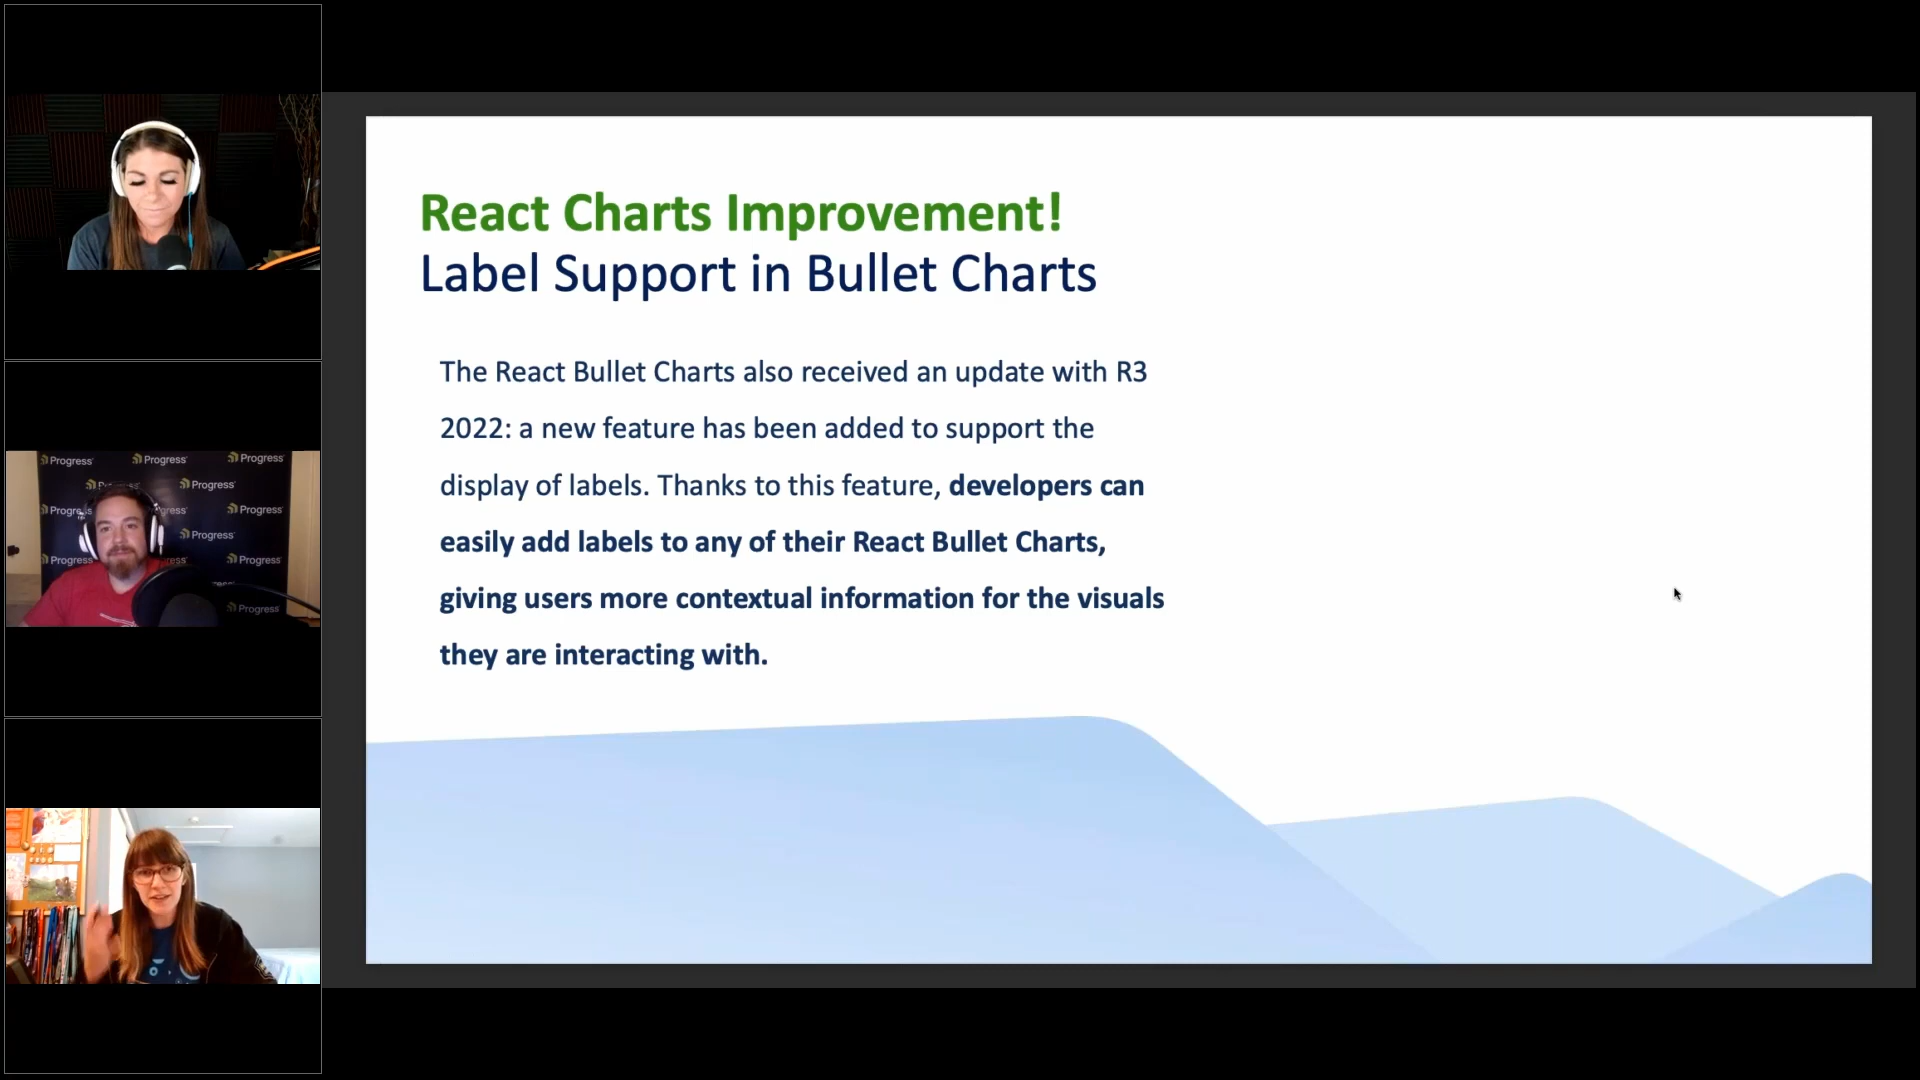 React Charts Improvement!
Label Support in Bullet Charts
The React Bullet Charts also received an update with R3
2022: a new feature has been added to support the
display of labels. Thanks to this feature, developers can
easily add labels to any of their React Bullet Charts,
giving users more contextual information for the visuals
they are interacting with.
Progress Progress Progress
Progress
Progress
Progress
Progress
Progress Progress
Progress